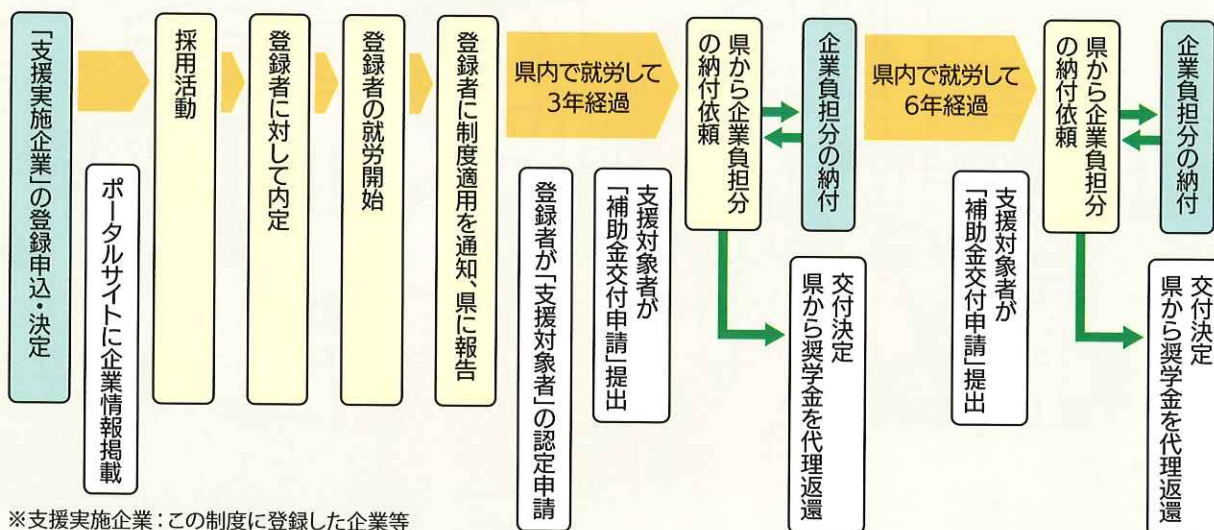 「支援実施企業」の登録申込・決定
ポータルサイトに企業情報掲載
採用活動
登録者に対して内定
登録者の就労開始
登録者に制度適用を通知、県に報告
県内で就労して
3年経過
登録者が「支援対象者」の認定申請
支援対象者が
「補助金交付申請」提出
県から企業負担分
の納付依頼
企業負担分の納付
交付決定
県から奨学金を代理返還
県内で就労して
6年経過
支援対象者が
「補助金交付申請」提出
県から企業負担分
の納付依頼
企業負担分の納付
交付決定
県から奨学金を代理返還
※支援実施企業：この制度に登録した企業等